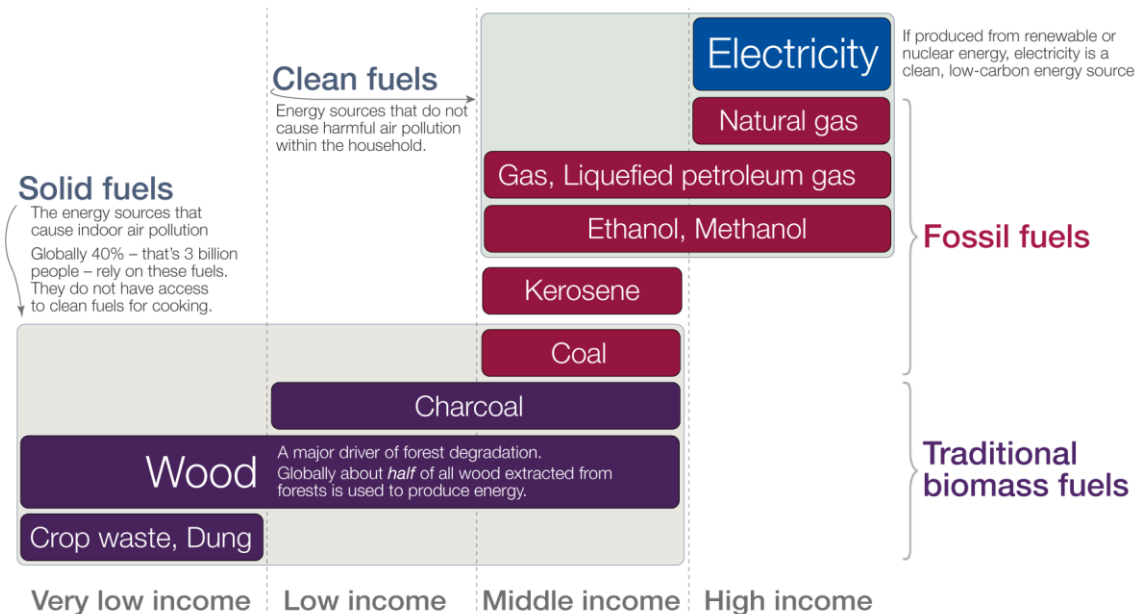 Electricity
If produced from renewable or
nuclear energy, electricity is a
clean, low-carbon energy source
Clean fuels
Energy sources that do not
cause harmful air pollution
within the household.
Natural gas
Gas, Liquefied petroleum gas
Ethanol, Methanol
Fossil fuels
Solid fuels
The energy sources that
cause indoor air pollution
Globally 40% – that's 3 billion
people – rely on these fuels.
They do not have access
to clean fuels for cooking.
Kerosene
Coal
Charcoal
Wood
A major driver of forest degradation.
Globally about half of all wood extracted from
forests is used to produce energy.
Traditional
biomass fuels
Crop waste, Dung
Very low income
Low income
Middle income
High income